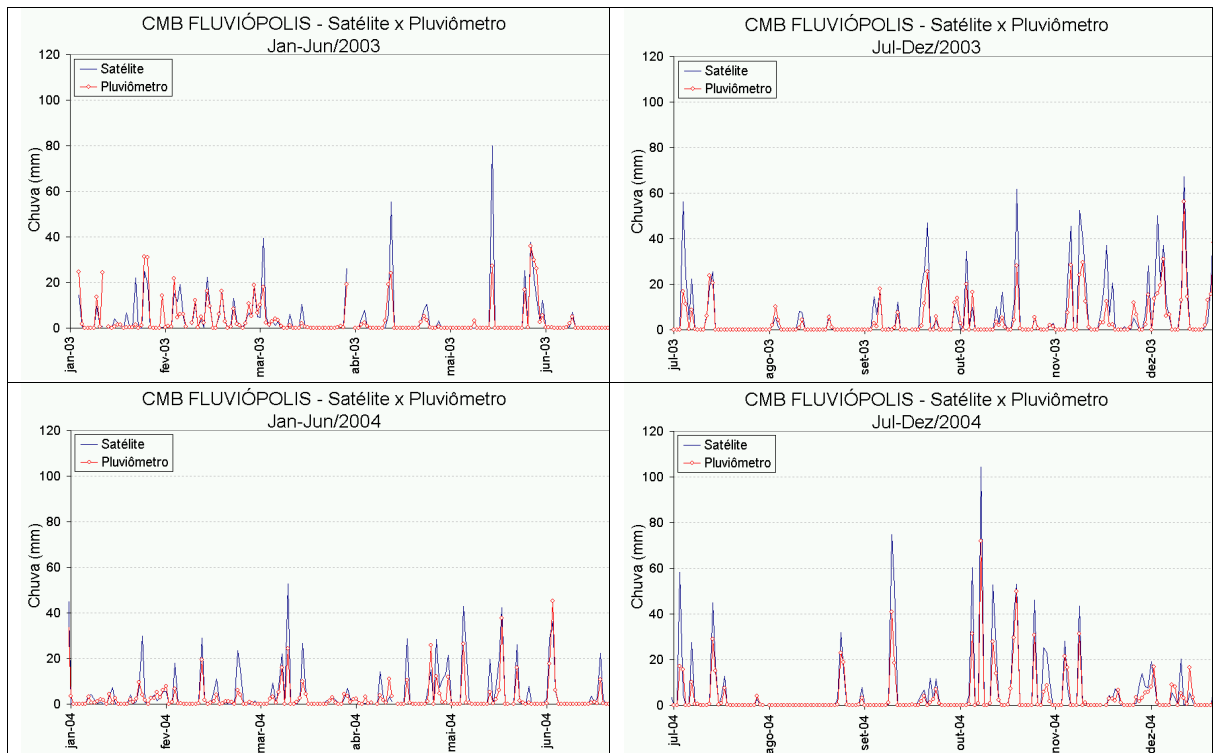 CMB FLUVIÓPOLIS - Satélite x Pluviômetro
Jan-Jun/2003
120
100
80
60
40
20
0
Chuva (mm)
Satélite
Pluviômetro
jan-03
fev-03
mar-03
abr-03
mai-03
jun-03
CMB FLUVIÓPOLIS - Satélite x Pluviômetro
Jul-Dez/2003
120
100
80
60
40
20
0
Chuva (mm)
Satélite
Pluviômetro
jul-03
ago-03
set-03
out-03
nov-03
dez-03
CMB FLUVIÓPOLIS - Satélite x Pluviômetro
Jan-Jun/2004
120
100
80
60
40
20
0
Chuva (mm)
Satélite
Pluviômetro
jan-04
fev-04
mar-04
abr-04
mai-04
jun-04
CMB FLUVIÓPOLIS - Satélite x Pluviômetro
Jul-Dez/2004
120
100
80
60
40
20
0
Chuva (mm)
Satélite
Pluviômetro
jul-04
ago-04
set-04
out-04
nov-04
dez-04